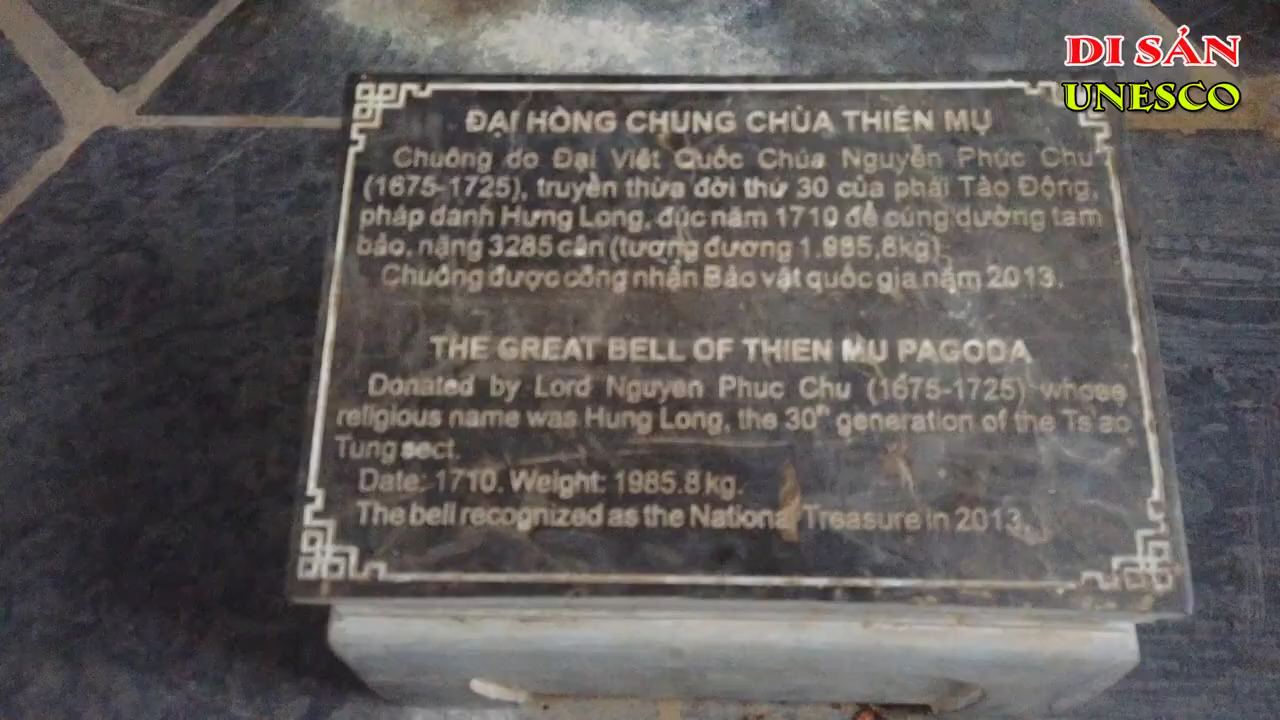 DI SẢN
UNESCO
ĐẠI HỒNG CHUNG CHÙA THIÊN MỤ
Chuông do Đại Việt Quốc Chúa Nguyễn Phúc Chu
(1675-1725), truyền thừa đời thứ 30 của phái Tào Động,
pháp danh Hưng Long, đúc năm 1710 để cúng dường tam
bảo, nặng 3285 cân (tương đương 1.985,8kg)
Chuông được công nhận Bảo vật quốc gia năm 2013.
THE GREAT BELL OF THIEN MU PAGODA
Donated by Lord Nguyen Phuc Chu (1675-1725) whose
religious name was Hung Long, the 30th generation of the Ts'ao
Tung sect.
Date: 1710. Weight: 1985.8 kg.
The bell recognized as the National Treasure in 2013.